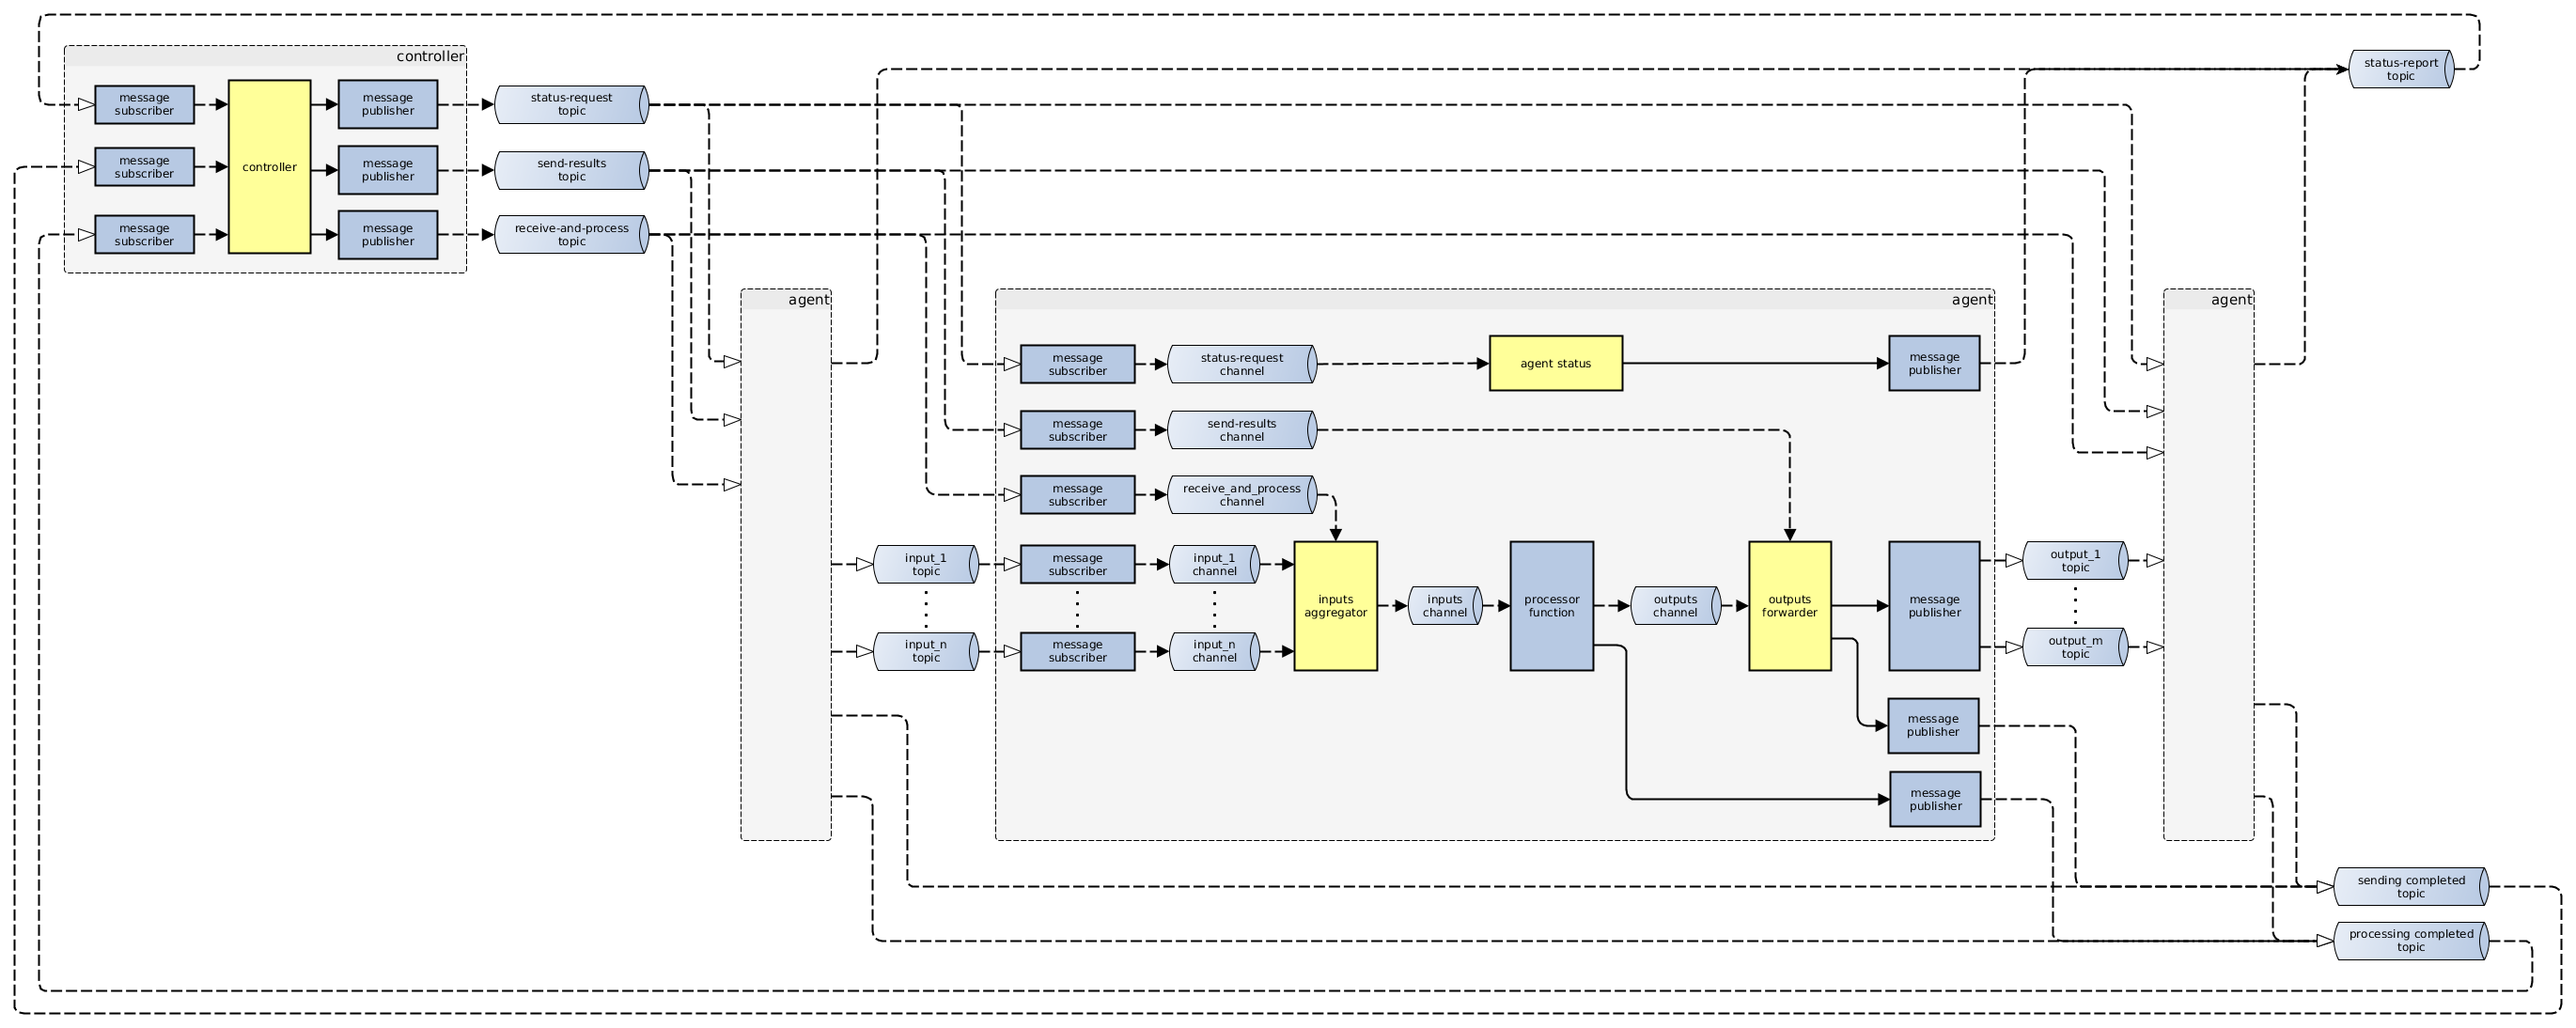 controller
status-report
topic
message
subscriber
message
publisher
status-request
topic
message
subscriber
controller
message
publisher
send-results
topic
message
subscriber
message
publisher
receive-and-process
topic
agent
agent
agent
message
subscriber
status-request
channel
agent status
message
publisher
message
subscriber
send-results
channel
message
subscriber
receive_and_process
channel
input_1
topic
message
subscriber
input_1
channel
output_1
topic
inputs
aggregator
inputs
channel
processor
function
outputs
channel
outputs
forwarder
message
publisher
input_n
topic
message
subscriber
input_n
channel
output_m
topic
message
publisher
message
publisher
sending completed
topic
processing completed
topic